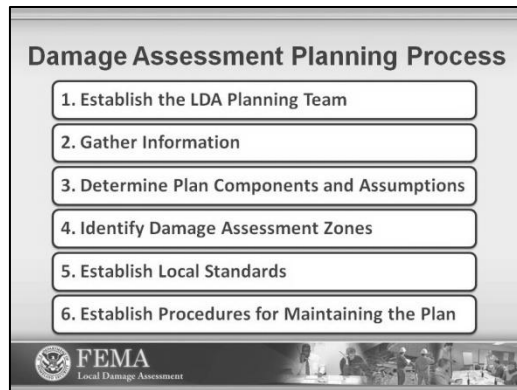 Damage Assessment Planning Process
1. Establish the LDA Planning Team
2. Gather Information
3. Determine Plan Components and Assumptions
4. Identify Damage Assessment Zones
5. Establish Local Standards
6. Establish Procedures for Maintaining the Plan
FEMA
Local Damage Assessment